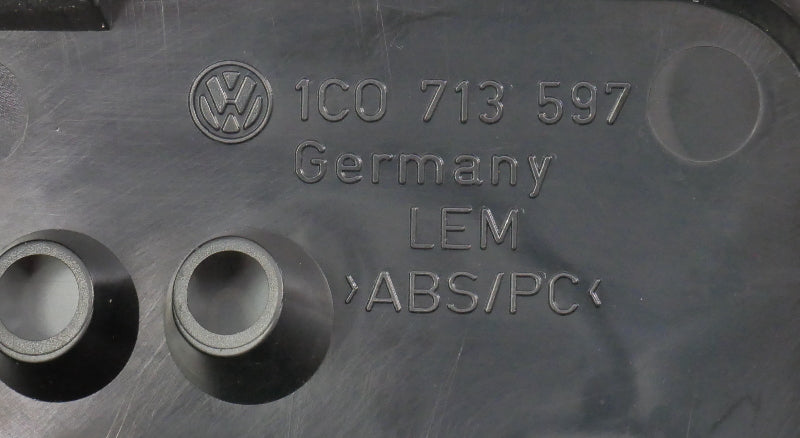 1C0 713 597
Germany
LEM
>ABS/PC<